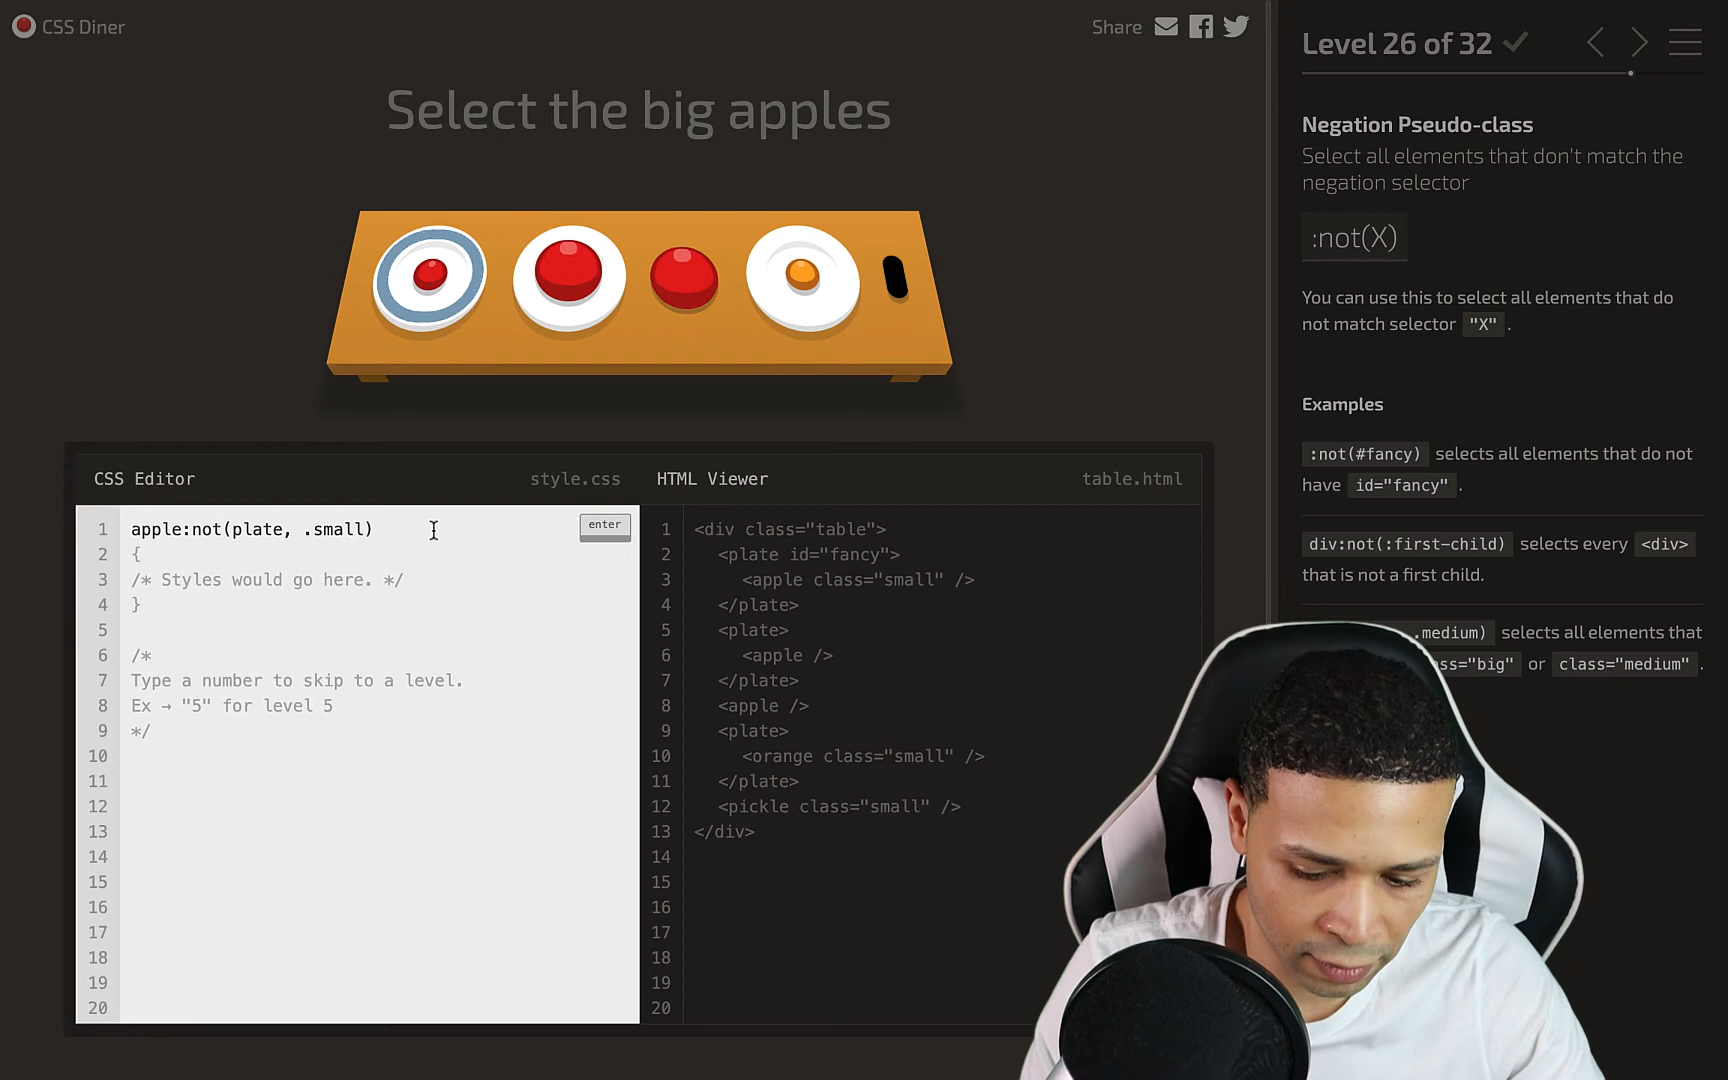 CSS Diner
Share
Select the big apples
CSS Editor
style.css
1 apple:not(plate, .small)
enter
2 {
3 /* Styles would go here. */
4 }
5
6 /*
7 Type a number to skip to a level.
8 Ex → "5" for level 5
9 */
10
11
12
13
14
15
16
17
18
19
20
HTML Viewer
table.html
1 <div class="table">
2 <plate id="fancy">
3 <apple class="small" />
4 </plate>
5 <plate>
6 <apple />
7 </plate>
8 <apple />
9 <plate>
10 <orange class="small" />
11 </plate>
12 <pickle class="small" />
13 </div>
14
15
16
17
18
19
20
Level 26 of 32
Negation Pseudo-class
Select all elements that don't match the
negation selector
:not(X)
You can use this to select all elements that do
not match selector "X" .
Examples
:not(#fancy) selects all elements that do not
have id="fancy" .
div:not(:first-child) selects every <div>
that is not a first child.
.medium) selects all elements that
ss="big" or class="medium" .